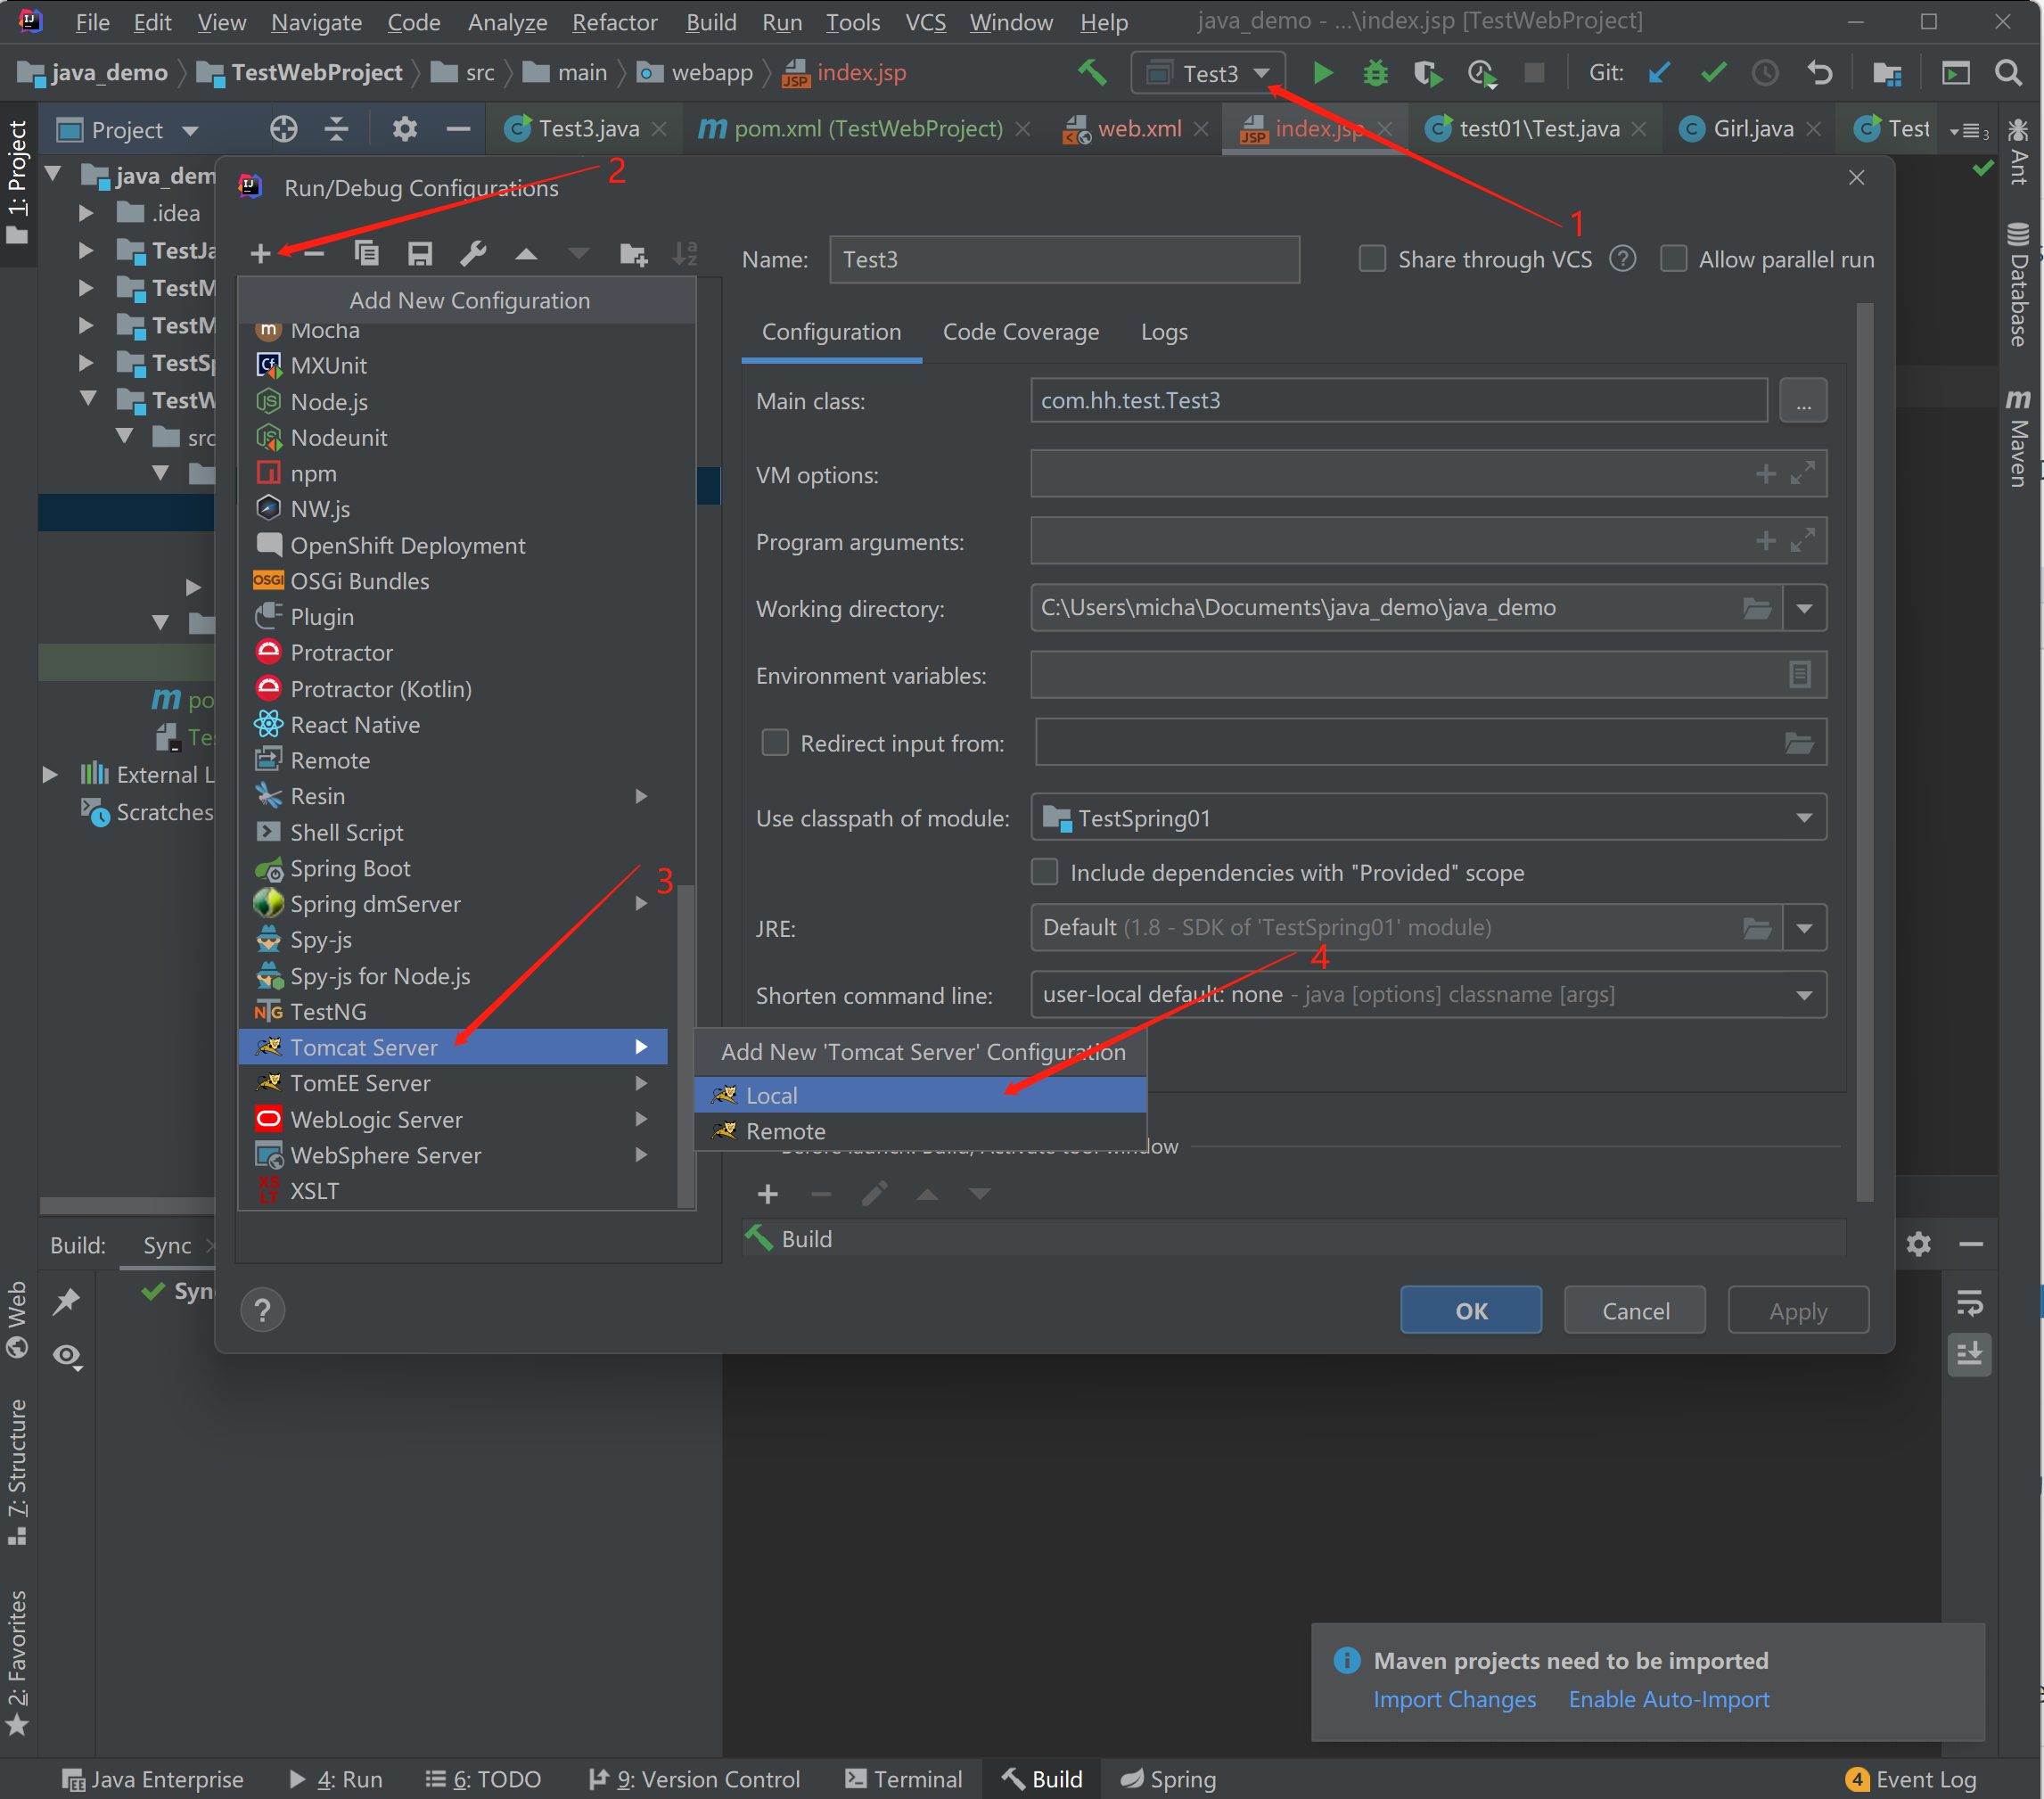 File Edit View Navigate Code Analyze Refactor Build Run Tools VCS Window Help java_demo - ...\index.jsp [TestWebProject]
java_demo TestWebProject src main webapp index.jsp Test3 Git:
Project Test3.java pom.xml (TestWebProject) web.xml index.jsp test01\Test.java Girl.java Test 3
1: Project
Ant
Database
Maven
java_dem
.idea
TestJa
TestM
TestM
TestSp
TestW
src
po
Tes
External L
Scratches
Run/Debug Configurations
2
1
Name: Test3 Share through VCS Allow parallel run
Add New Configuration
Mocha
MXUnit
Node.js
Nodeunit
npm
NW.js
OpenShift Deployment
OSGi Bundles
Plugin
Protractor
Protractor (Kotlin)
React Native
Remote
Resin
Shell Script
Spring Boot
Spring dmServer
Spy-js
Spy-js for Node.js
TestNG
Tomcat Server
TomEE Server
WebLogic Server
WebSphere Server
XSLT
3
Configuration Code Coverage Logs
Main class: com.hh.test.Test3 ...
VM options:
Program arguments:
Working directory: C:\Users\micha\Documents\java_demo\java_demo
Environment variables:
Redirect input from:
Use classpath of module: TestSpring01
Include dependencies with "Provided" scope
JRE: Default (1.8 - SDK of 'TestSpring01' module)
4
Shorten command line: user-local default: none - java [options] classname [args]
Add New 'Tomcat Server' Configuration
Local
Remote
Before launch: Build, Activate tool window
Build
? OK Cancel Apply
Build: Sync
Sync
Web
7: Structure
2: Favorites
Maven projects need to be imported
Import Changes Enable Auto-Import
Java Enterprise 4: Run 6: TODO 9: Version Control Terminal Build Spring 4 Event Log